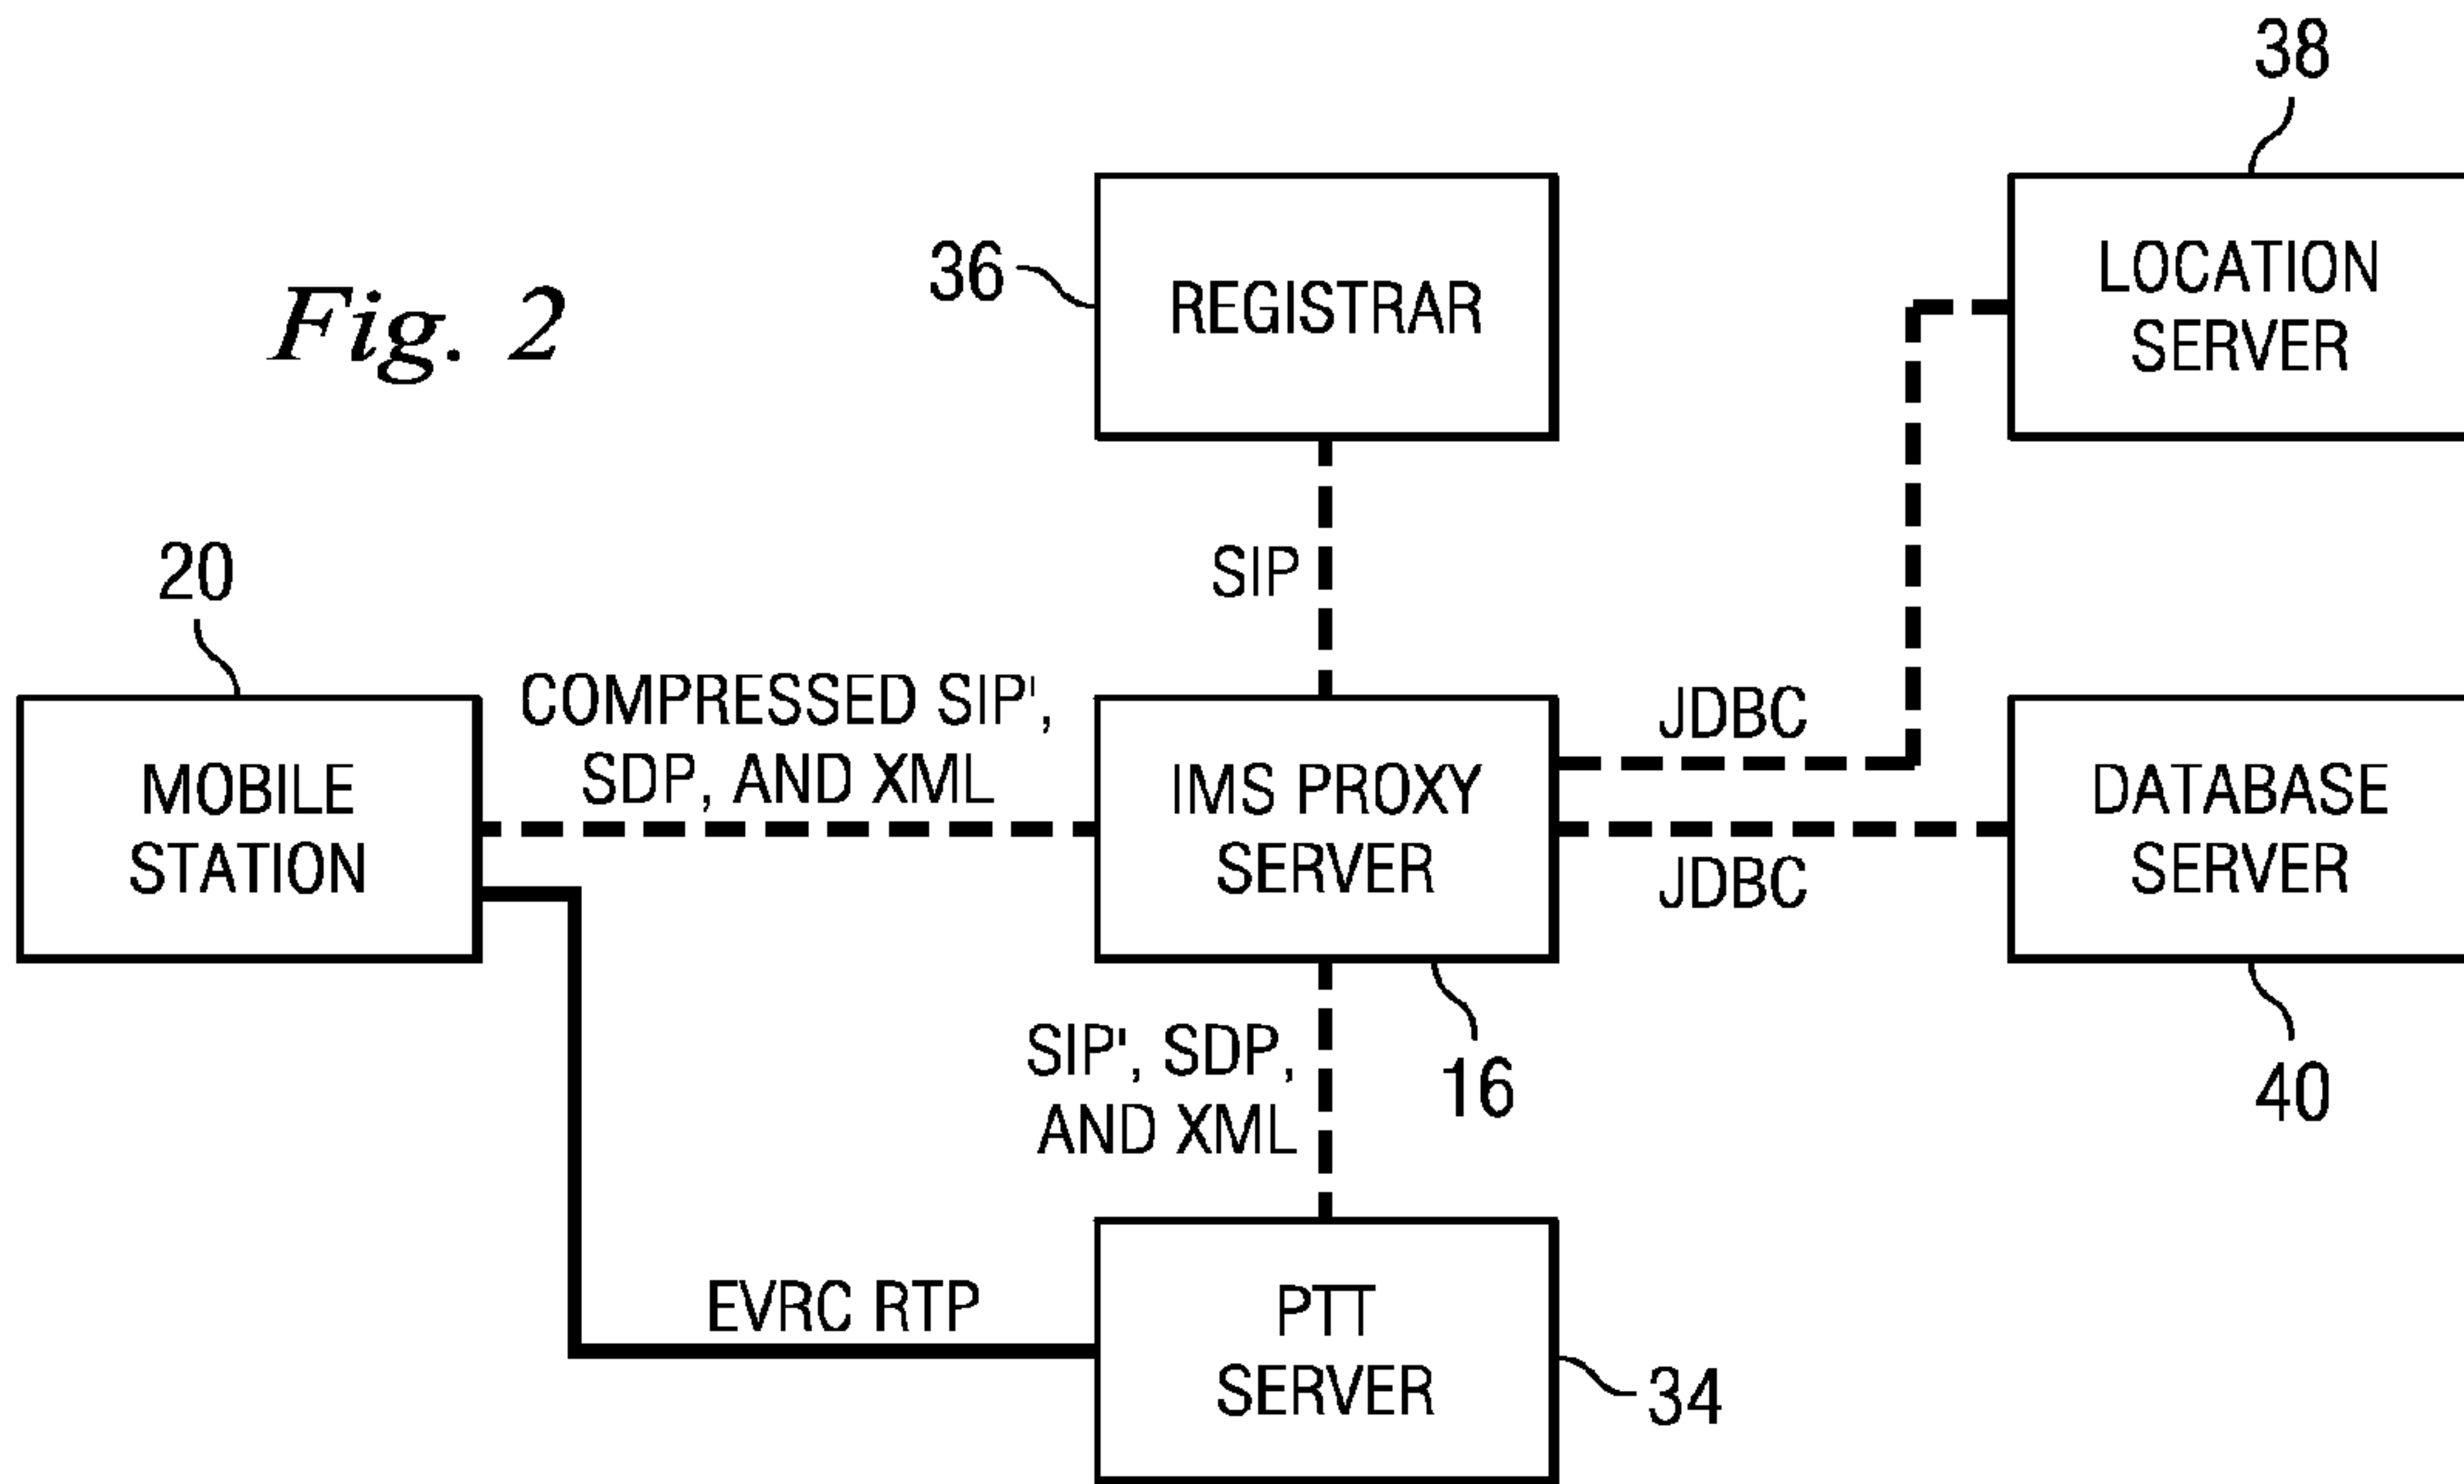 Fig. 2
38
36
REGISTRAR
LOCATION
SERVER
SIP
20
MOBILE
STATION
COMPRESSED SIP',
SDP, AND XML
IMS PROXY
SERVER
16
JDBC
JDBC
DATABASE
SERVER
40
SIP', SDP,
AND XML
EVRC RTP
PTT
SERVER
34